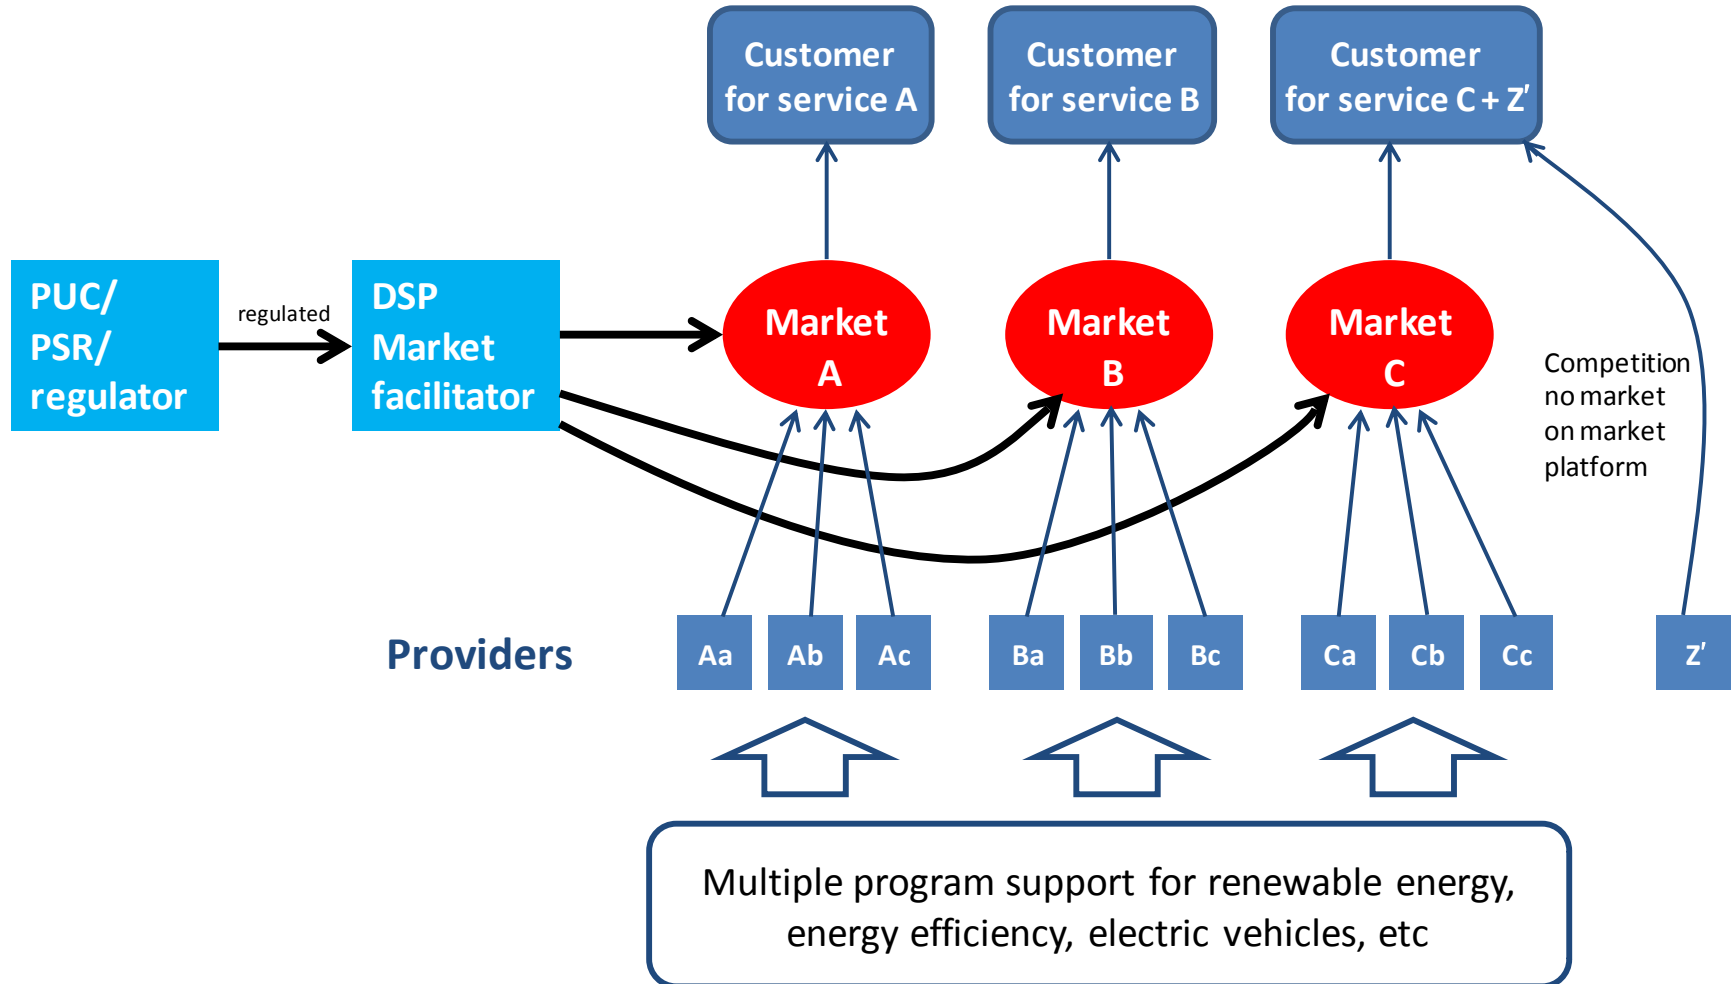 Customer
for service A
Customer
for service B
Customer
for service C + Z′
PUC/
PSR/
regulator
regulated
DSP
Market
facilitator
Market
A
Market
B
Market
C
Competition
no market
on market
platform
Providers
Aa
Ab
Ac
Ba
Bb
Bc
Ca
Cb
Cc
Z′
Multiple program support for renewable energy,
energy efficiency, electric vehicles, etc